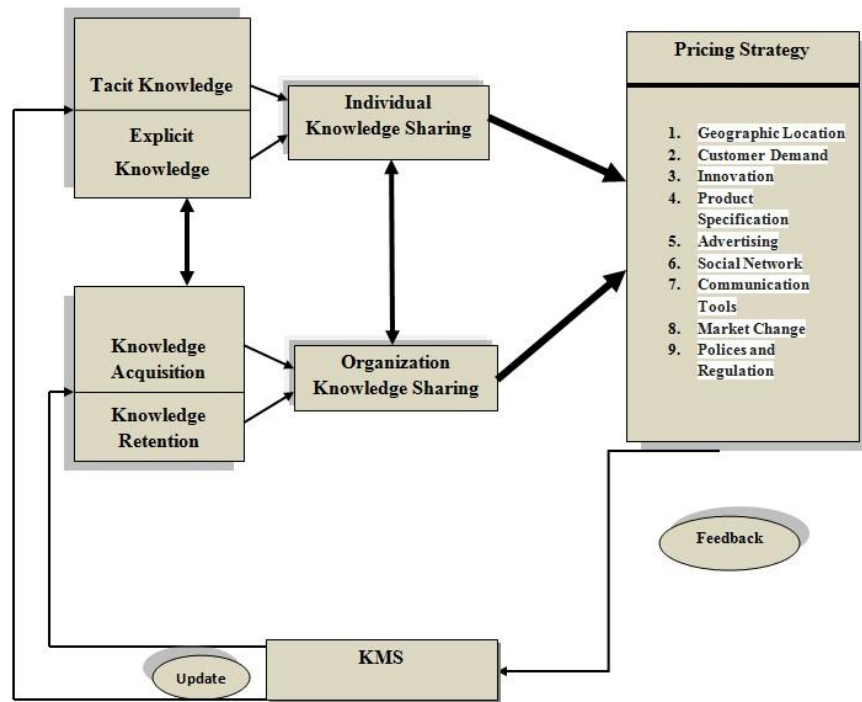 Tacit Knowledge
Explicit
Knowledge
Individual
Knowledge Sharing
Knowledge
Acquisition
Knowledge
Retention
Organization
Knowledge Sharing
Pricing Strategy
1. Geographic Location
2. Customer Demand
3. Innovation
4. Product
Specification
5. Advertising
6. Social Network
7. Communication
Tools
8. Market Change
9. Polices and
Regulation
Feedback
KMS
Update